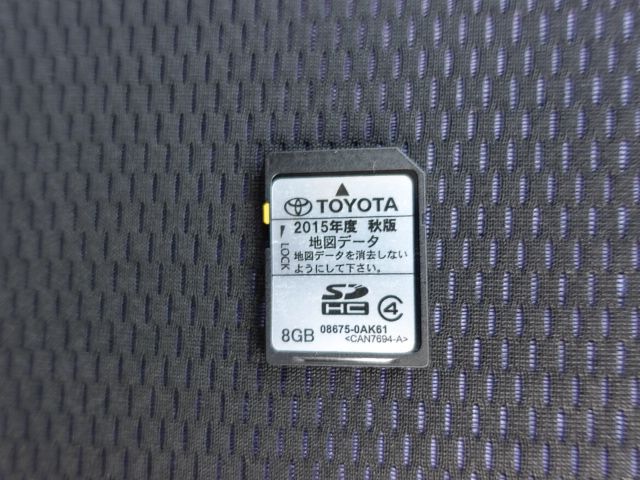 TOYOTA
2015年度 秋版
地図データ
地図データを消去しない
ようにして下さい。
LOCK
SD
HC ④
8GB 08675-0AK61
<CAN7694-A>